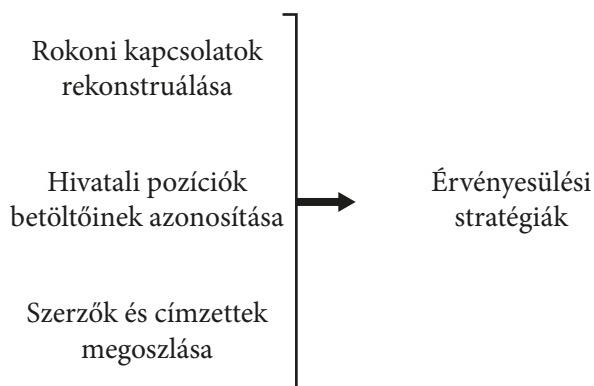 Rokoni kapcsolatok
rekonstruálása
Hivatali pozíciók
betöltőinek azonosítása
Szerzők és címzettek
megoszlása
Érvényesülési
stratégiák